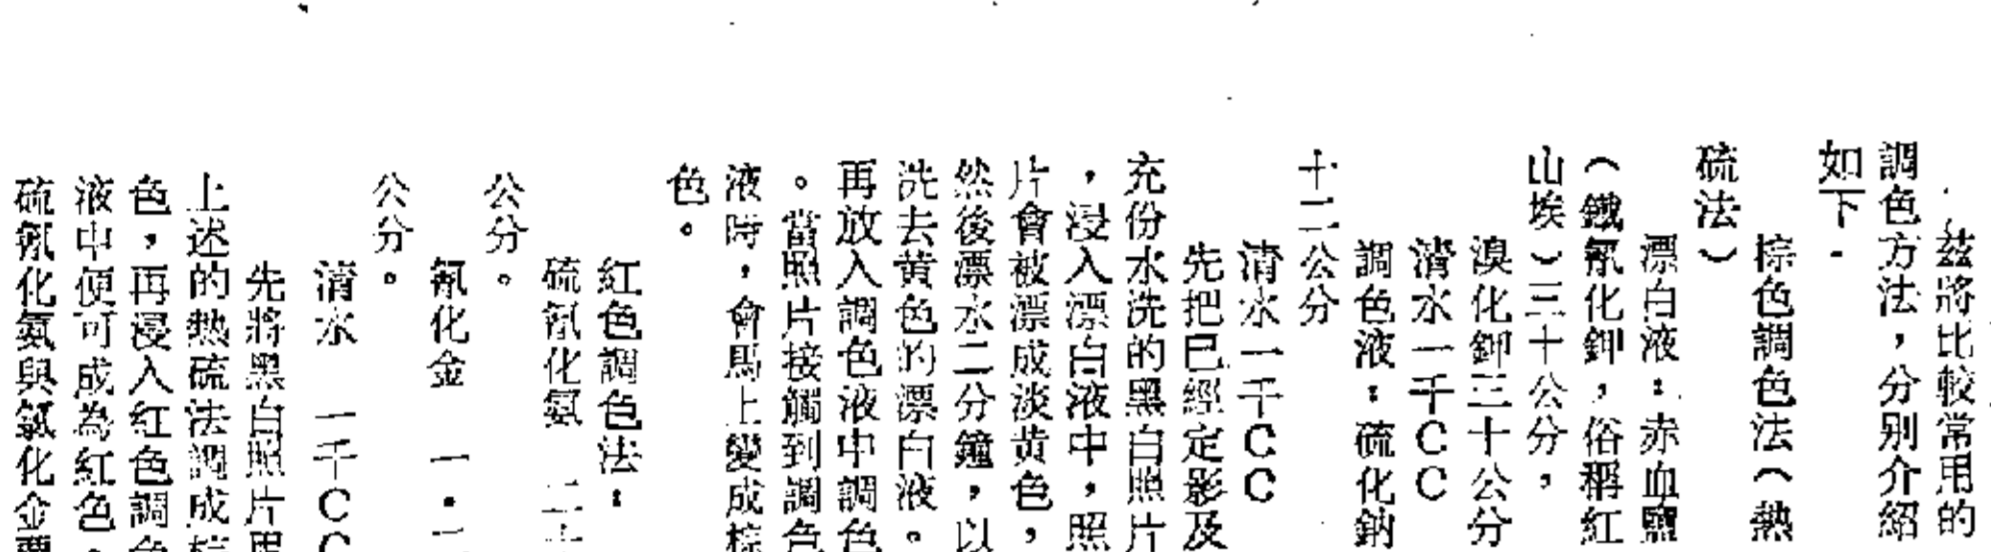 茲將比較常用的
調色方法，分別介紹
如下
棕色調色法（熱
硫法）
漂白液：赤血鹽
（鐵氰化鉀，俗稱紅
山埃）三十公分，
溴化鉀三十公分
清水一千CC
調色液：硫化鈉
十二公分
清水一千CC
先把已經定影及
充份水洗的黑白照片
，浸入漂白液中，照
片會被漂成淡黃色，
然後漂水二分鐘，以
洗去黃色的漂白液。
再放入調色液中調色
。當照片接觸到調色
液時，會馬上變成棕
色。
紅色調色法：
硫氰化氨 二十
公分。
氰化金 一．二
公分。
清水 一千CC
先將黑白照片用
上述的熱硫法調成棕
色，再浸入紅色調色
液中便可成為紅色。
硫氰化氨與氯化金要